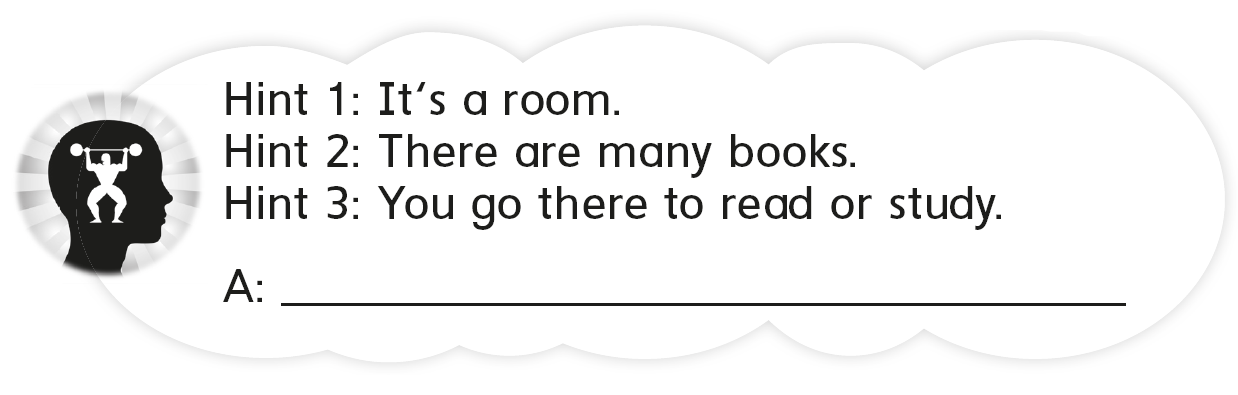 Hint 1: It‘s a room.
Hint 2: There are many books.
Hint 3: You go there to read or study.
A: